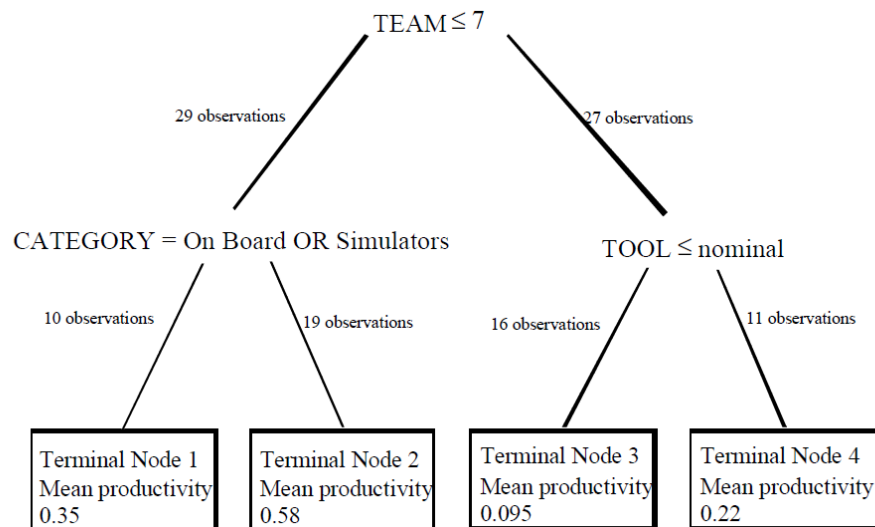 TEAM ≤ 7
29 observations
27 observations
CATEGORY = On Board OR Simulators
TOOL ≤ nominal
10 observations
19 observations
16 observations
11 observations
Terminal Node 1
Mean productivity
0.35
Terminal Node 2
Mean productivity
0.58
Terminal Node 3
Mean productivity
0.095
Terminal Node 4
Mean productivity
0.22